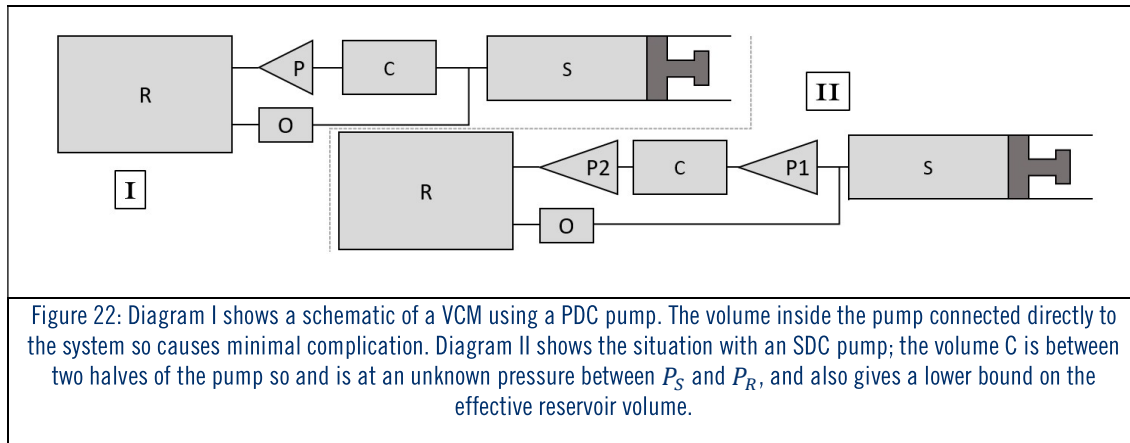 R
P
C
S
O
I
II
R
P2
C
P1
S
O
Figure 22: Diagram I shows a schematic of a VCM using a PDC pump. The volume inside the pump connected directly to
the system so causes minimal complication. Diagram II shows the situation with an SDC pump; the volume C is between
two halves of the pump so and is at an unknown pressure between P_S and P_R, and also gives a lower bound on the
effective reservoir volume.